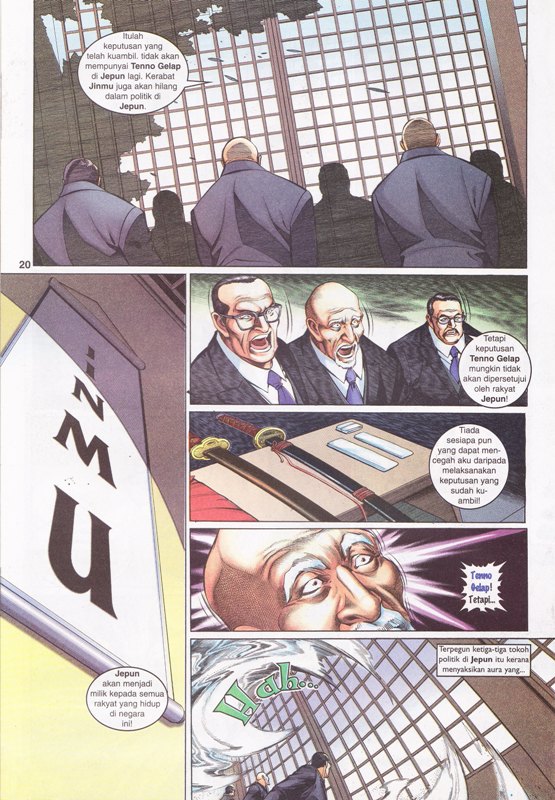 Itulah
keputusan yang
telah kuambil. tidak akan
mempunyai Tenno Gelap
di Jepun lagi. Kerabat
Jinmu juga akan hilang
dalam politik di
Jepun.
20
JINMU
Jepun
akan menjadi
milik kepada semua
rakyat yang hidup
di negara
ini!
Tetapi
keputusan
Tenno Gelap
mungkin tidak
akan dipersetujui
oleh rakyat
Jepun!
Tiada
sesiapa pun
yang dapat men-
cegah aku daripada
melaksanakan
keputusan yang
sudah ku-
ambil!
Tenno
Gelap!
Tetapi...
Terpegun ketiga-tiga tokoh
politik di Jepun itu kerana
menyaksikan aura yang...
Hah...